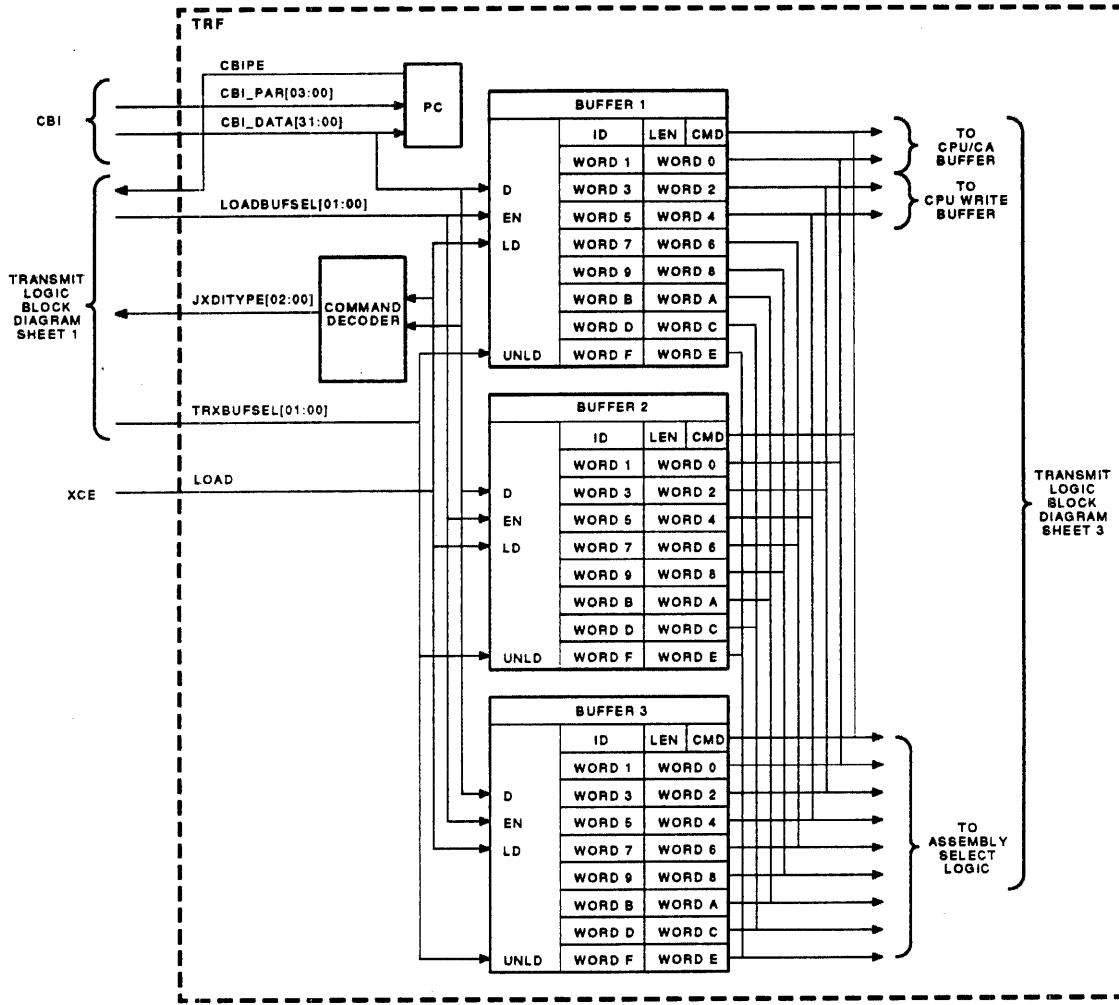 TRF
CBIPE
CBI_PAR[03:00]
CBI_DATA[31:00]
CBI
PC
LOADBUFSEL[01:00]
JXDITYPE[02:00]
COMMAND
DECODER
TRANSMIT
LOGIC
BLOCK
DIAGRAM
SHEET 1
TRXBUFSEL[01:00]
LOAD
XCE
BUFFER 1
ID LEN CMD
WORD 1 WORD 0
D WORD 3 WORD 2
EN WORD 5 WORD 4
LD WORD 7 WORD 6
WORD 9 WORD 8
WORD B WORD A
WORD D WORD C
UNLD WORD F WORD E
BUFFER 2
ID LEN CMD
WORD 1 WORD 0
D WORD 3 WORD 2
EN WORD 5 WORD 4
LD WORD 7 WORD 6
WORD 9 WORD 8
WORD B WORD A
WORD D WORD C
UNLD WORD F WORD E
BUFFER 3
ID LEN CMD
WORD 1 WORD 0
D WORD 3 WORD 2
EN WORD 5 WORD 4
LD WORD 7 WORD 6
WORD 9 WORD 8
WORD B WORD A
WORD D WORD C
UNLD WORD F WORD E
TO
CPU/CA
BUFFER
TO
CPU WRITE
BUFFER
TRANSMIT
LOGIC
BLOCK
DIAGRAM
SHEET 3
TO
ASSEMBLY
SELECT
LOGIC